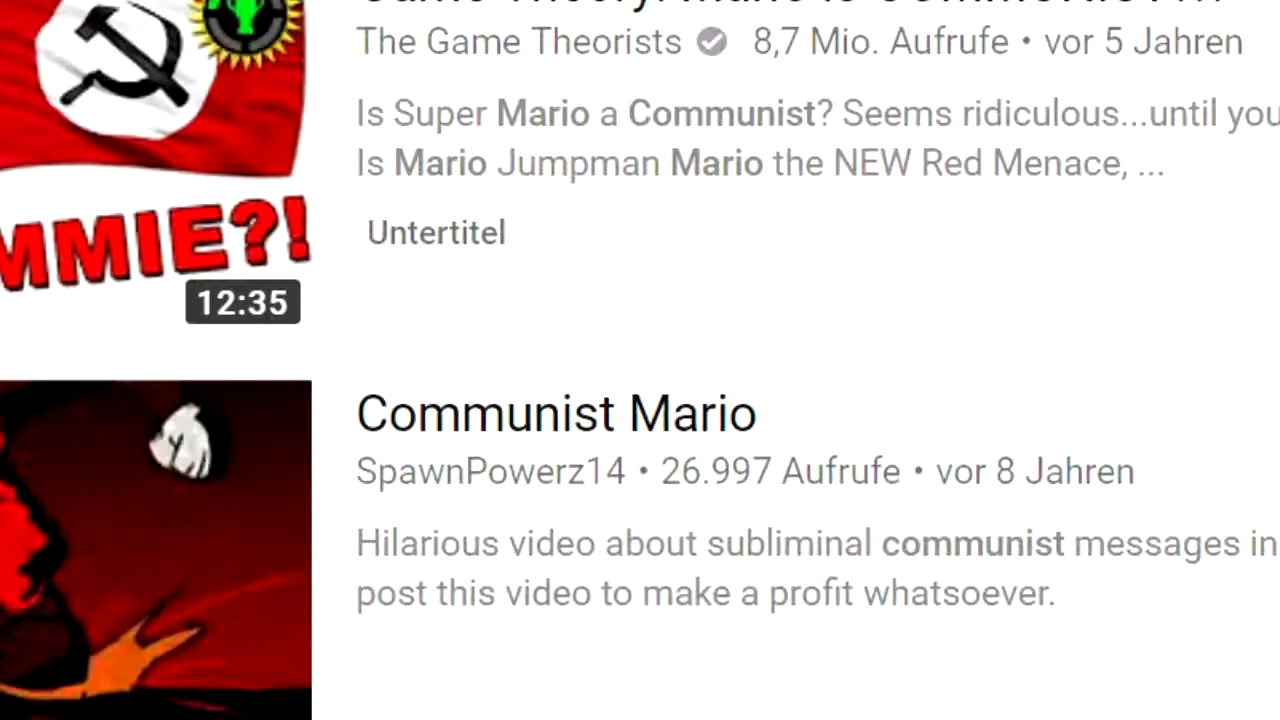 The Game Theorists 8,7 Mio. Aufrufe • vor 5 Jahren
Is Super Mario a Communist? Seems ridiculous...until you
Is Mario Jumpman Mario the NEW Red Menace, ...
MMIE?!
Untertitel
12:35
Communist Mario
SpawnPowerz14 • 26.997 Aufrufe • vor 8 Jahren
Hilarious video about subliminal communist messages in
post this video to make a profit whatsoever.